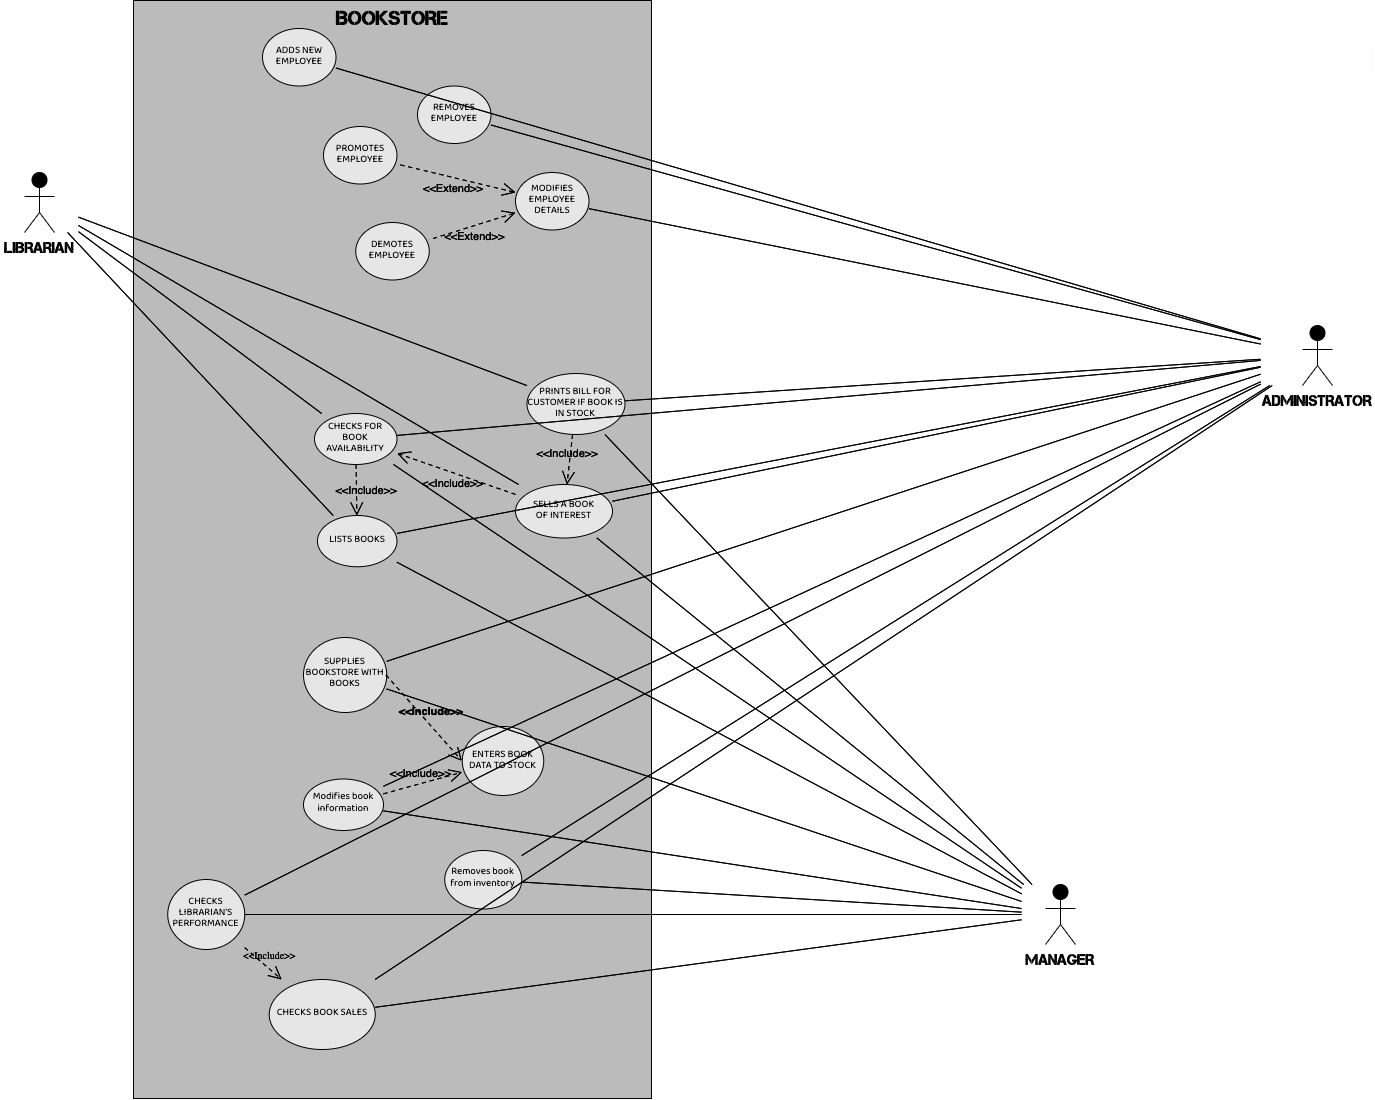 BOOKSTORE
ADDS NEW
EMPLOYEE
REMOVES
EMPLOYEE
PROMOTES
EMPLOYEE
<<Extend>>
MODIFIES
EMPLOYEE
DETAILS
DEMOTES
EMPLOYEE
<<Extend>>
LIBRARIAN
ADMINISTRATOR
PRINTS BILL FOR
CUSTOMER IF BOOK IS
IN STOCK
CHECKS FOR
BOOK
AVAILABILITY
<<Include>>
<<Include>>
<<Include>>
SELLS A BOOK
OF INTEREST
LISTS BOOKS
SUPPLIES
BOOKSTORE WITH
BOOKS
<<Include>>
ENTERS BOOK
DATA TO STOCK
<<Include>>
Modifies book
information
Removes book
from inventory
CHECKS
LIBRARIAN'S
PERFORMANCE
<<Include>>
MANAGER
CHECKS BOOK SALES